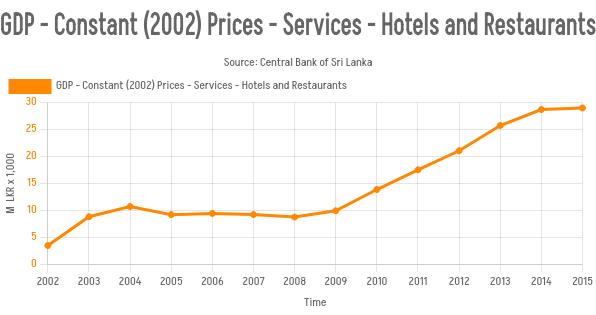 GDP - Constant (2002) Prices - Services - Hotels and Restaurants
Source: Central Bank of Sri Lanka
GDP - Constant (2002) Prices - Services - Hotels and Restaurants
30
25
20
15
10
5
0
M LKR x 1,000
2002 2003 2004 2005 2006 2007 2008 2009 2010 2011 2012 2013 2014 2015
Time